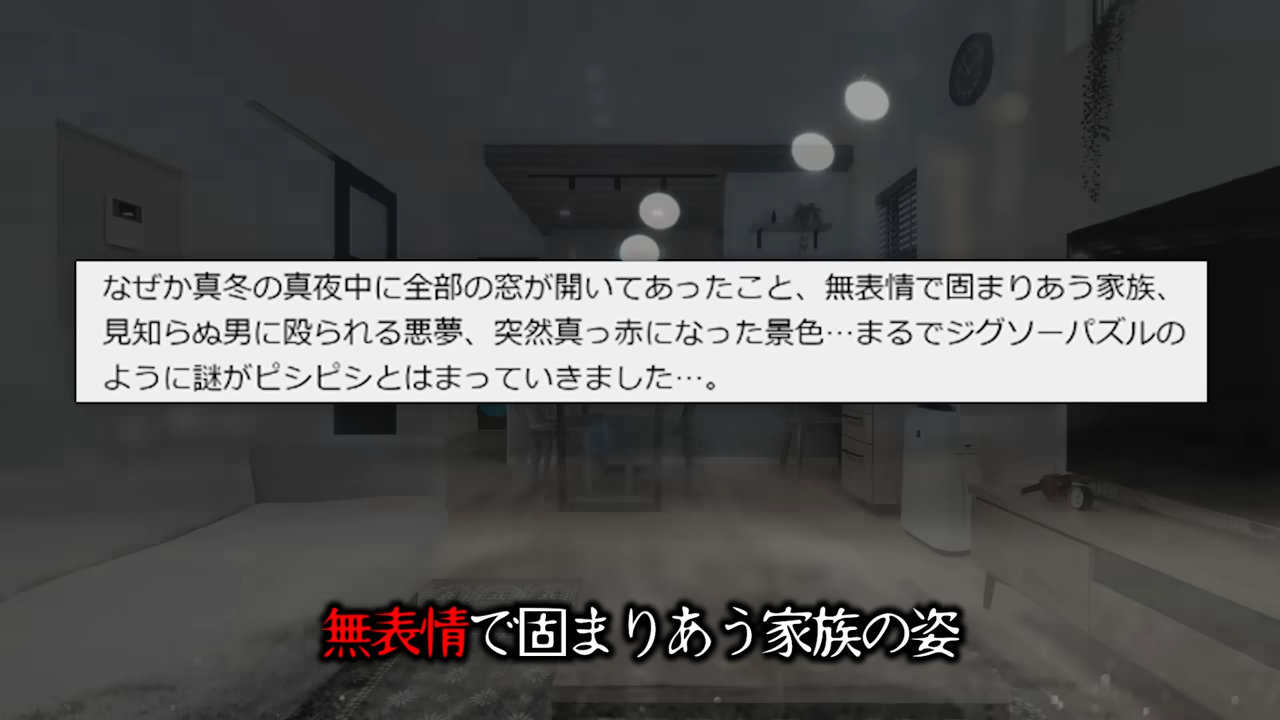 なぜか真冬の真夜中に全部の窓が開いてあったこと、無表情で固まりあう家族、
見知らぬ男に殴られる悪夢、突然真っ赤になった景色…まるでジグソーパズルの
ように謎がピシピシとはまっていきました…。
無表情で固まりあう家族の姿